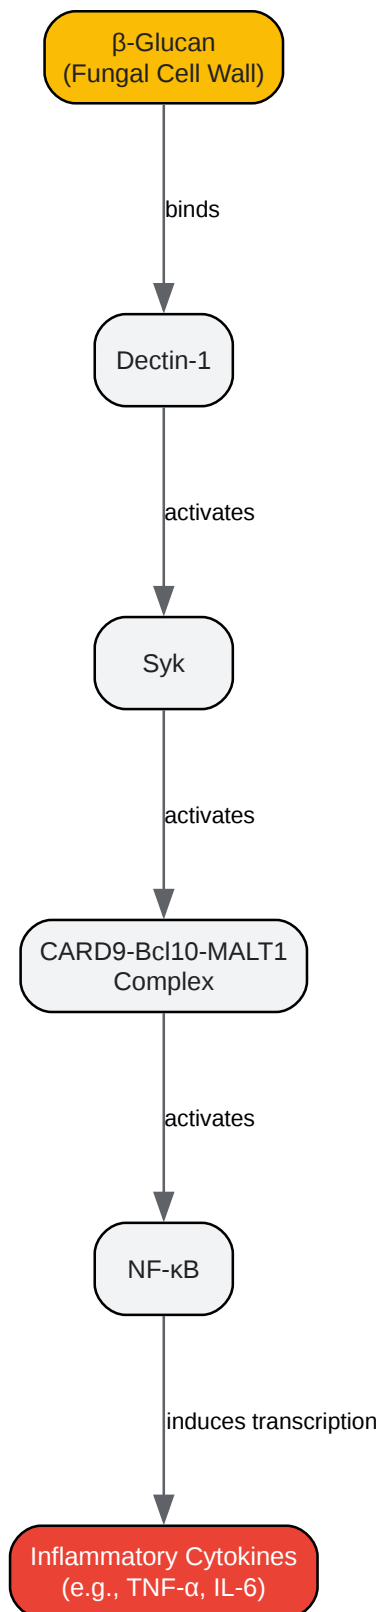 β-Glucan
(Fungal Cell Wall)
binds
Dectin-1
activates
Syk
activates
CARD9-Bcl10-MALT1
Complex
activates
NF-κB
induces transcription
Inflammatory Cytokines
(e.g., TNF-α, IL-6)